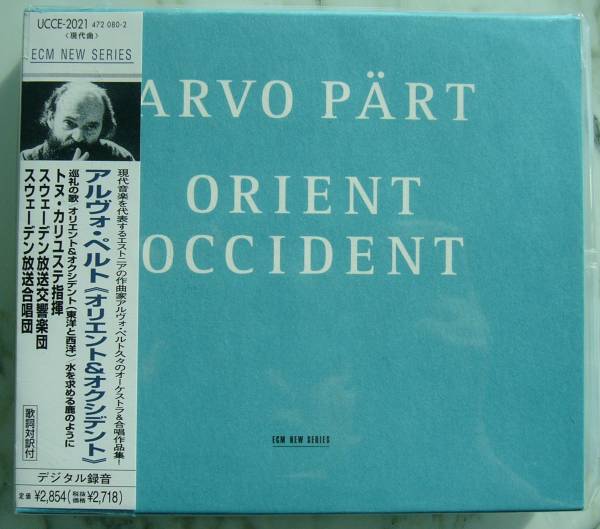 UCCE-2021 472 080-2
〈現代曲〉
ECM NEW SERIES
現代音楽を代表するエストニアの作曲家アルヴォ・ペルト久々のオーケストラ&合唱作品集!
アルヴォ・ペルト《オリエント&オクシデント》
巡礼の歌/オリエント&オクシデント(東洋と西洋)/水を求める鹿のように
トヌ・カリユステ指揮
スウェーデン放送交響楽団
スウェーデン放送合唱団
歌詞対訳付
デジタル録音
定価 ¥2,854(税抜価格 ¥2,718)
ARVO PÄRT
ORIENT
OCCIDENT
ECM NEW SERIES